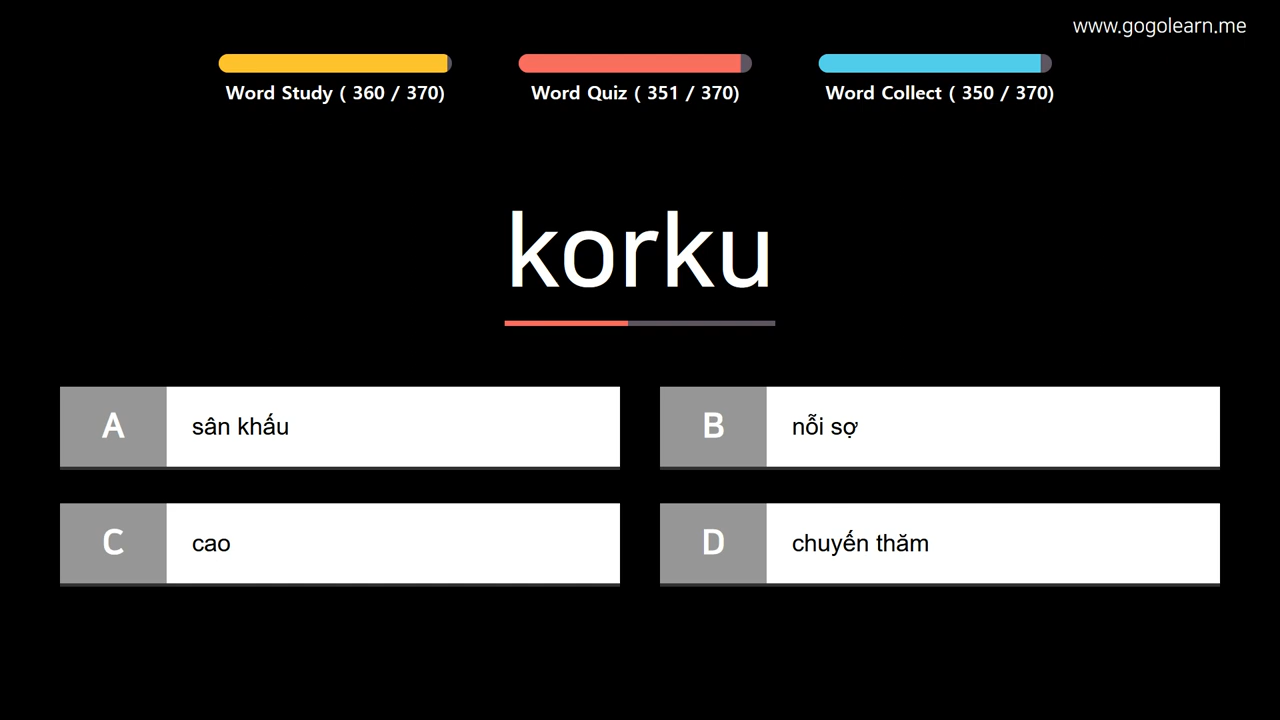 www.gogolearn.me
Word Study ( 360 / 370)
Word Quiz ( 351 / 370)
Word Collect ( 350 / 370)
korku
A sân khấu
B nỗi sợ
C cao
D chuyến thăm